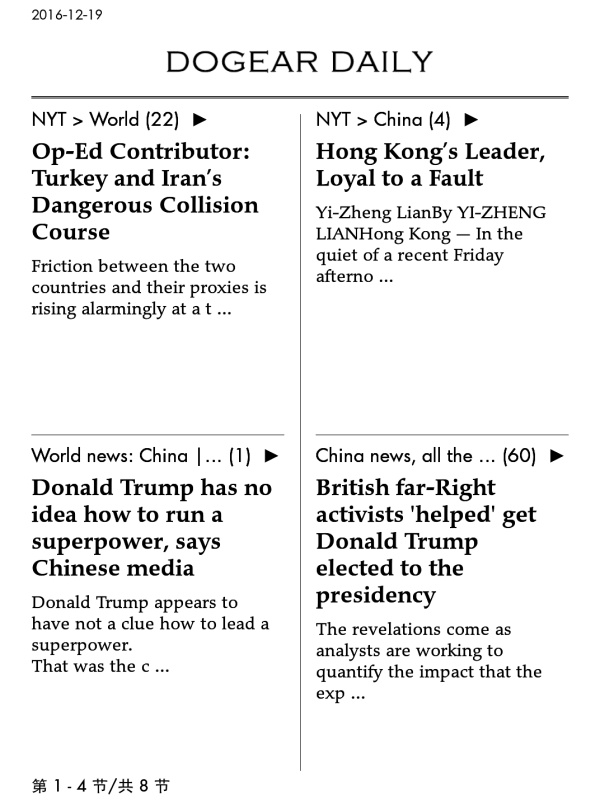 2016-12-19
DOGEAR DAILY
NYT > World (22) ►
Op-Ed Contributor:
Turkey and Iran's
Dangerous Collision
Course
Friction between the two
countries and their proxies is
rising alarmingly at a t ...
NYT > China (4) ►
Hong Kong's Leader,
Loyal to a Fault
Yi-Zheng LianBy YI-ZHENG
LIANHong Kong — In the
quiet of a recent Friday
afterno ...
World news: China |... (1) ►
Donald Trump has no
idea how to run a
superpower, says
Chinese media
Donald Trump appears to
have not a clue how to lead a
superpower.
That was the c ...
China news, all the ... (60) ►
British far-Right
activists 'helped' get
Donald Trump
elected to the
presidency
The revelations come as
analysts are working to
quantify the impact that the
exp ...
第 1 - 4 节/共 8 节